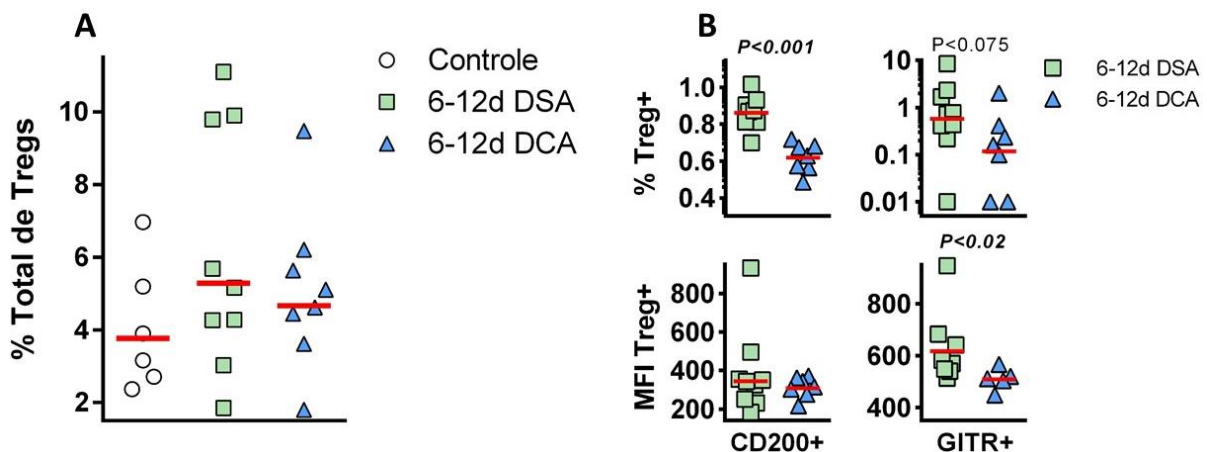 A
% Total de Tregs
10
8
6
4
2
Controle
6-12d DSA
6-12d DCA
B
P<0.001
% Treg+
1.0
0.8
0.6
0.4
P<0.075
10
1
0.1
0.01
6-12d DSA
6-12d DCA
MFI Treg+
800
600
400
200
CD200+
P<0.02
800
600
400
GITR+